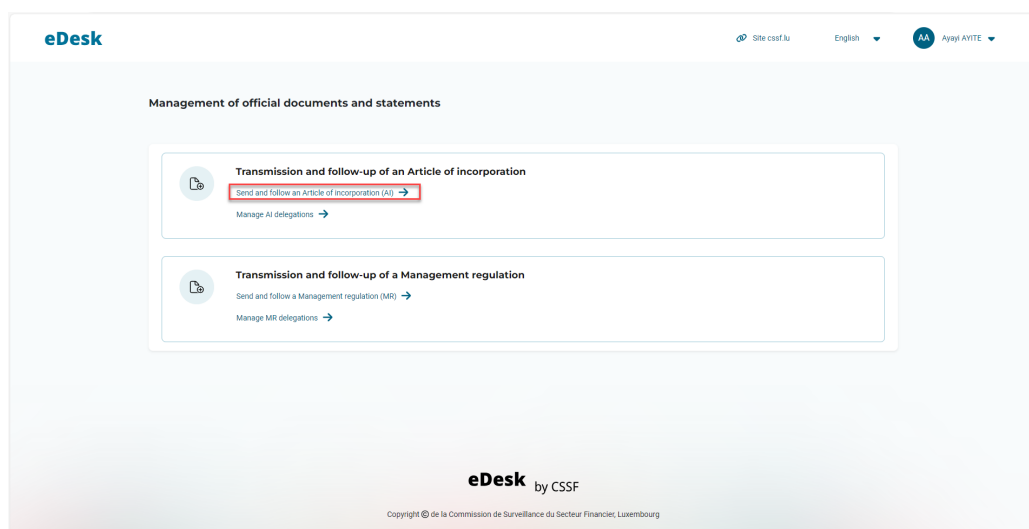 eDesk
Site cssf.lu
English
AA
Ayayi AYITE
Management of official documents and statements
Transmission and follow-up of an Article of incorporation
Send and follow an Article of incorporation (AI)
Manage AI delegations
Transmission and follow-up of a Management regulation
Send and follow a Management regulation (MR)
Manage MR delegations
eDesk by CSSF
Copyright © de la Commission de Surveillance du Secteur Financier, Luxembourg